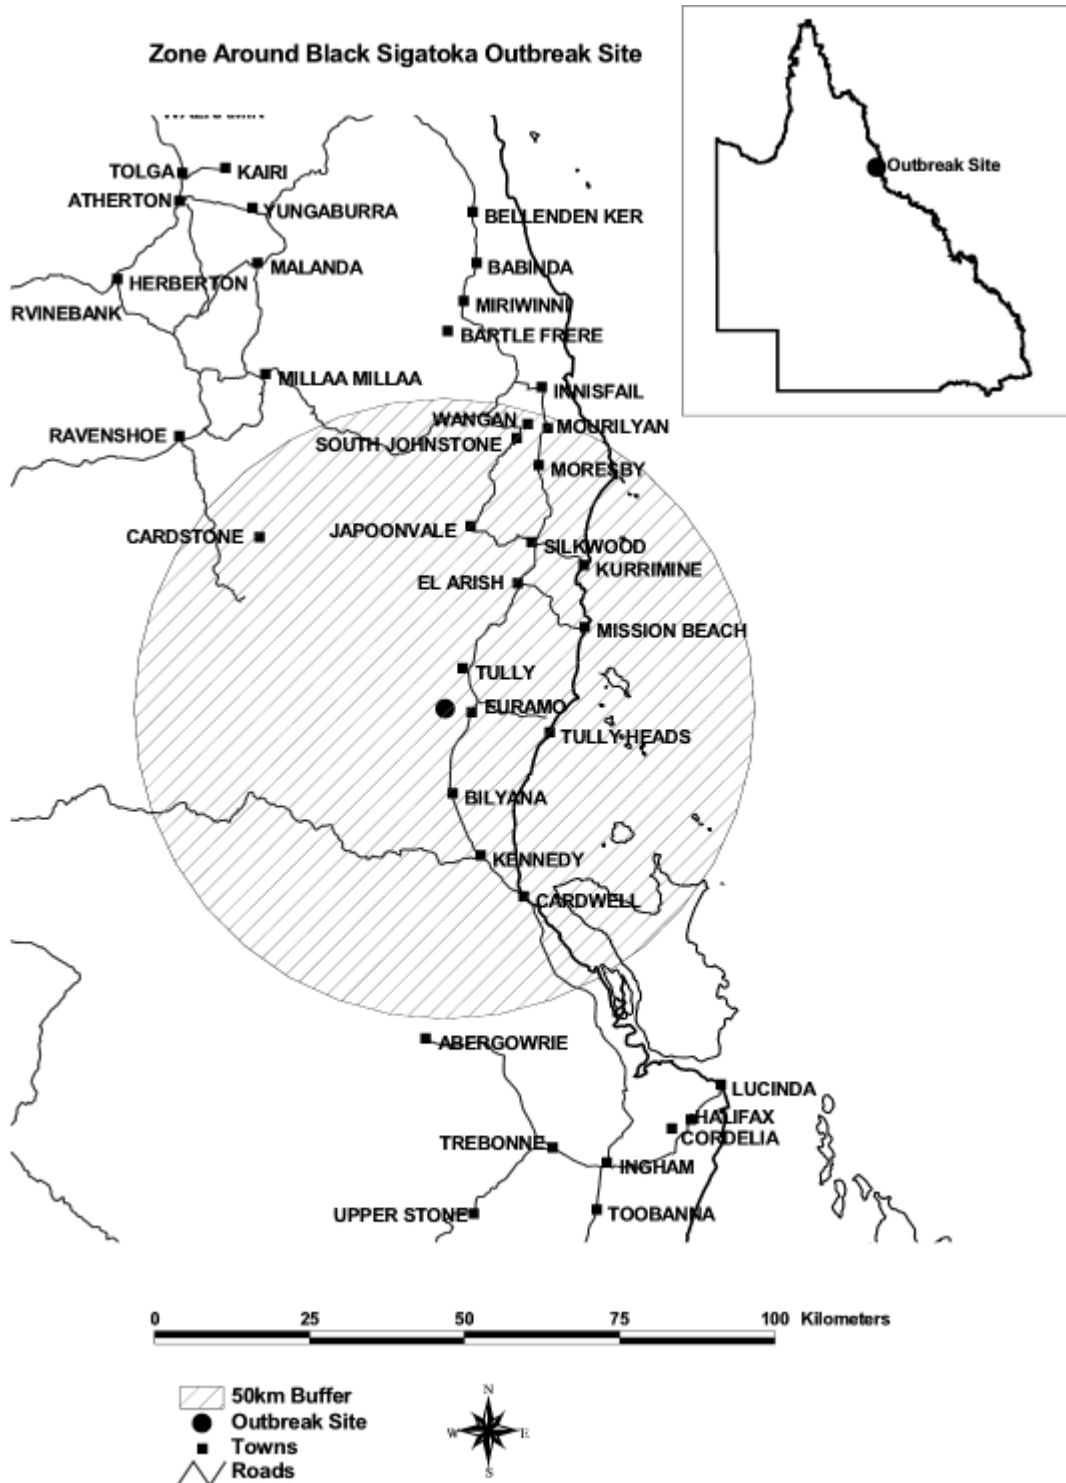 Zone Around Black Sigatoka Outbreak Site
Outbreak Site
TOLGA
KAIRI
ATHERTON
YUNGABURRA
BELLENDEN KER
MALANDA
BABINDA
HERBERTON
MIRIWINNI
RVINEBANK
BARTLE FRERE
MILLAA MILLAA
INNISFAIL
WANGAN
MOURILYAN
RAVENSHOE
SOUTH JOHNSTONE
MORESBY
JAPOONVALE
CARDSTONE
SILKWOOD
KURRIMINE
EL ARISH
MISSION BEACH
TULLY
EURAMO
TULLY HEADS
BILYANA
KENNEDY
CARDWELL
ABERGOWRIE
LUCINDA
HALIFAX
CORDELIA
TREBONNE
INGHAM
UPPER STONE
TOOBANNA
0 25 50 75 100 Kilometers
50km Buffer
Outbreak Site
Towns
Roads
N
W E
S